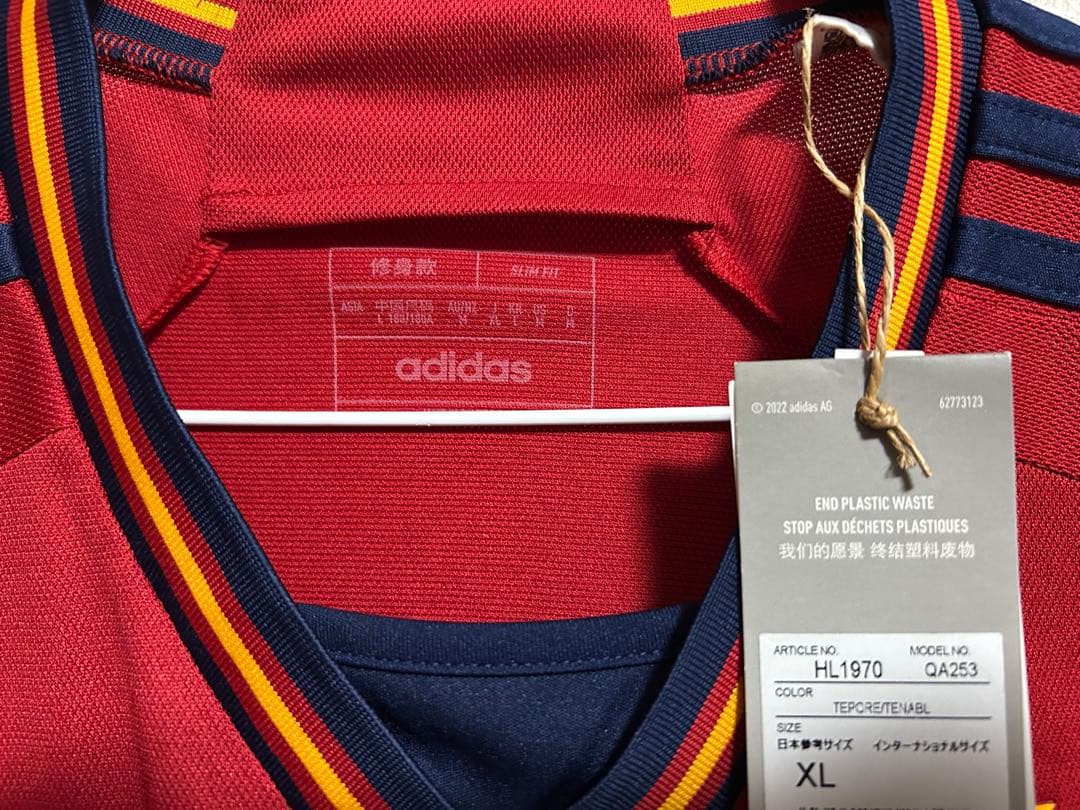 修身款 SLIM FIT
ASIA
adidas
© 2022 adidas AG 62773123
END PLASTIC WASTE
STOP AUX DÉCHETS PLASTIQUES
我们的愿景 终结塑料废物
ARTICLE NO. MODEL NO.
HL1970 QA253
COLOR
TEPORE/TENABL
SIZE
日本参考サイズ インターナショナルサイズ
XL